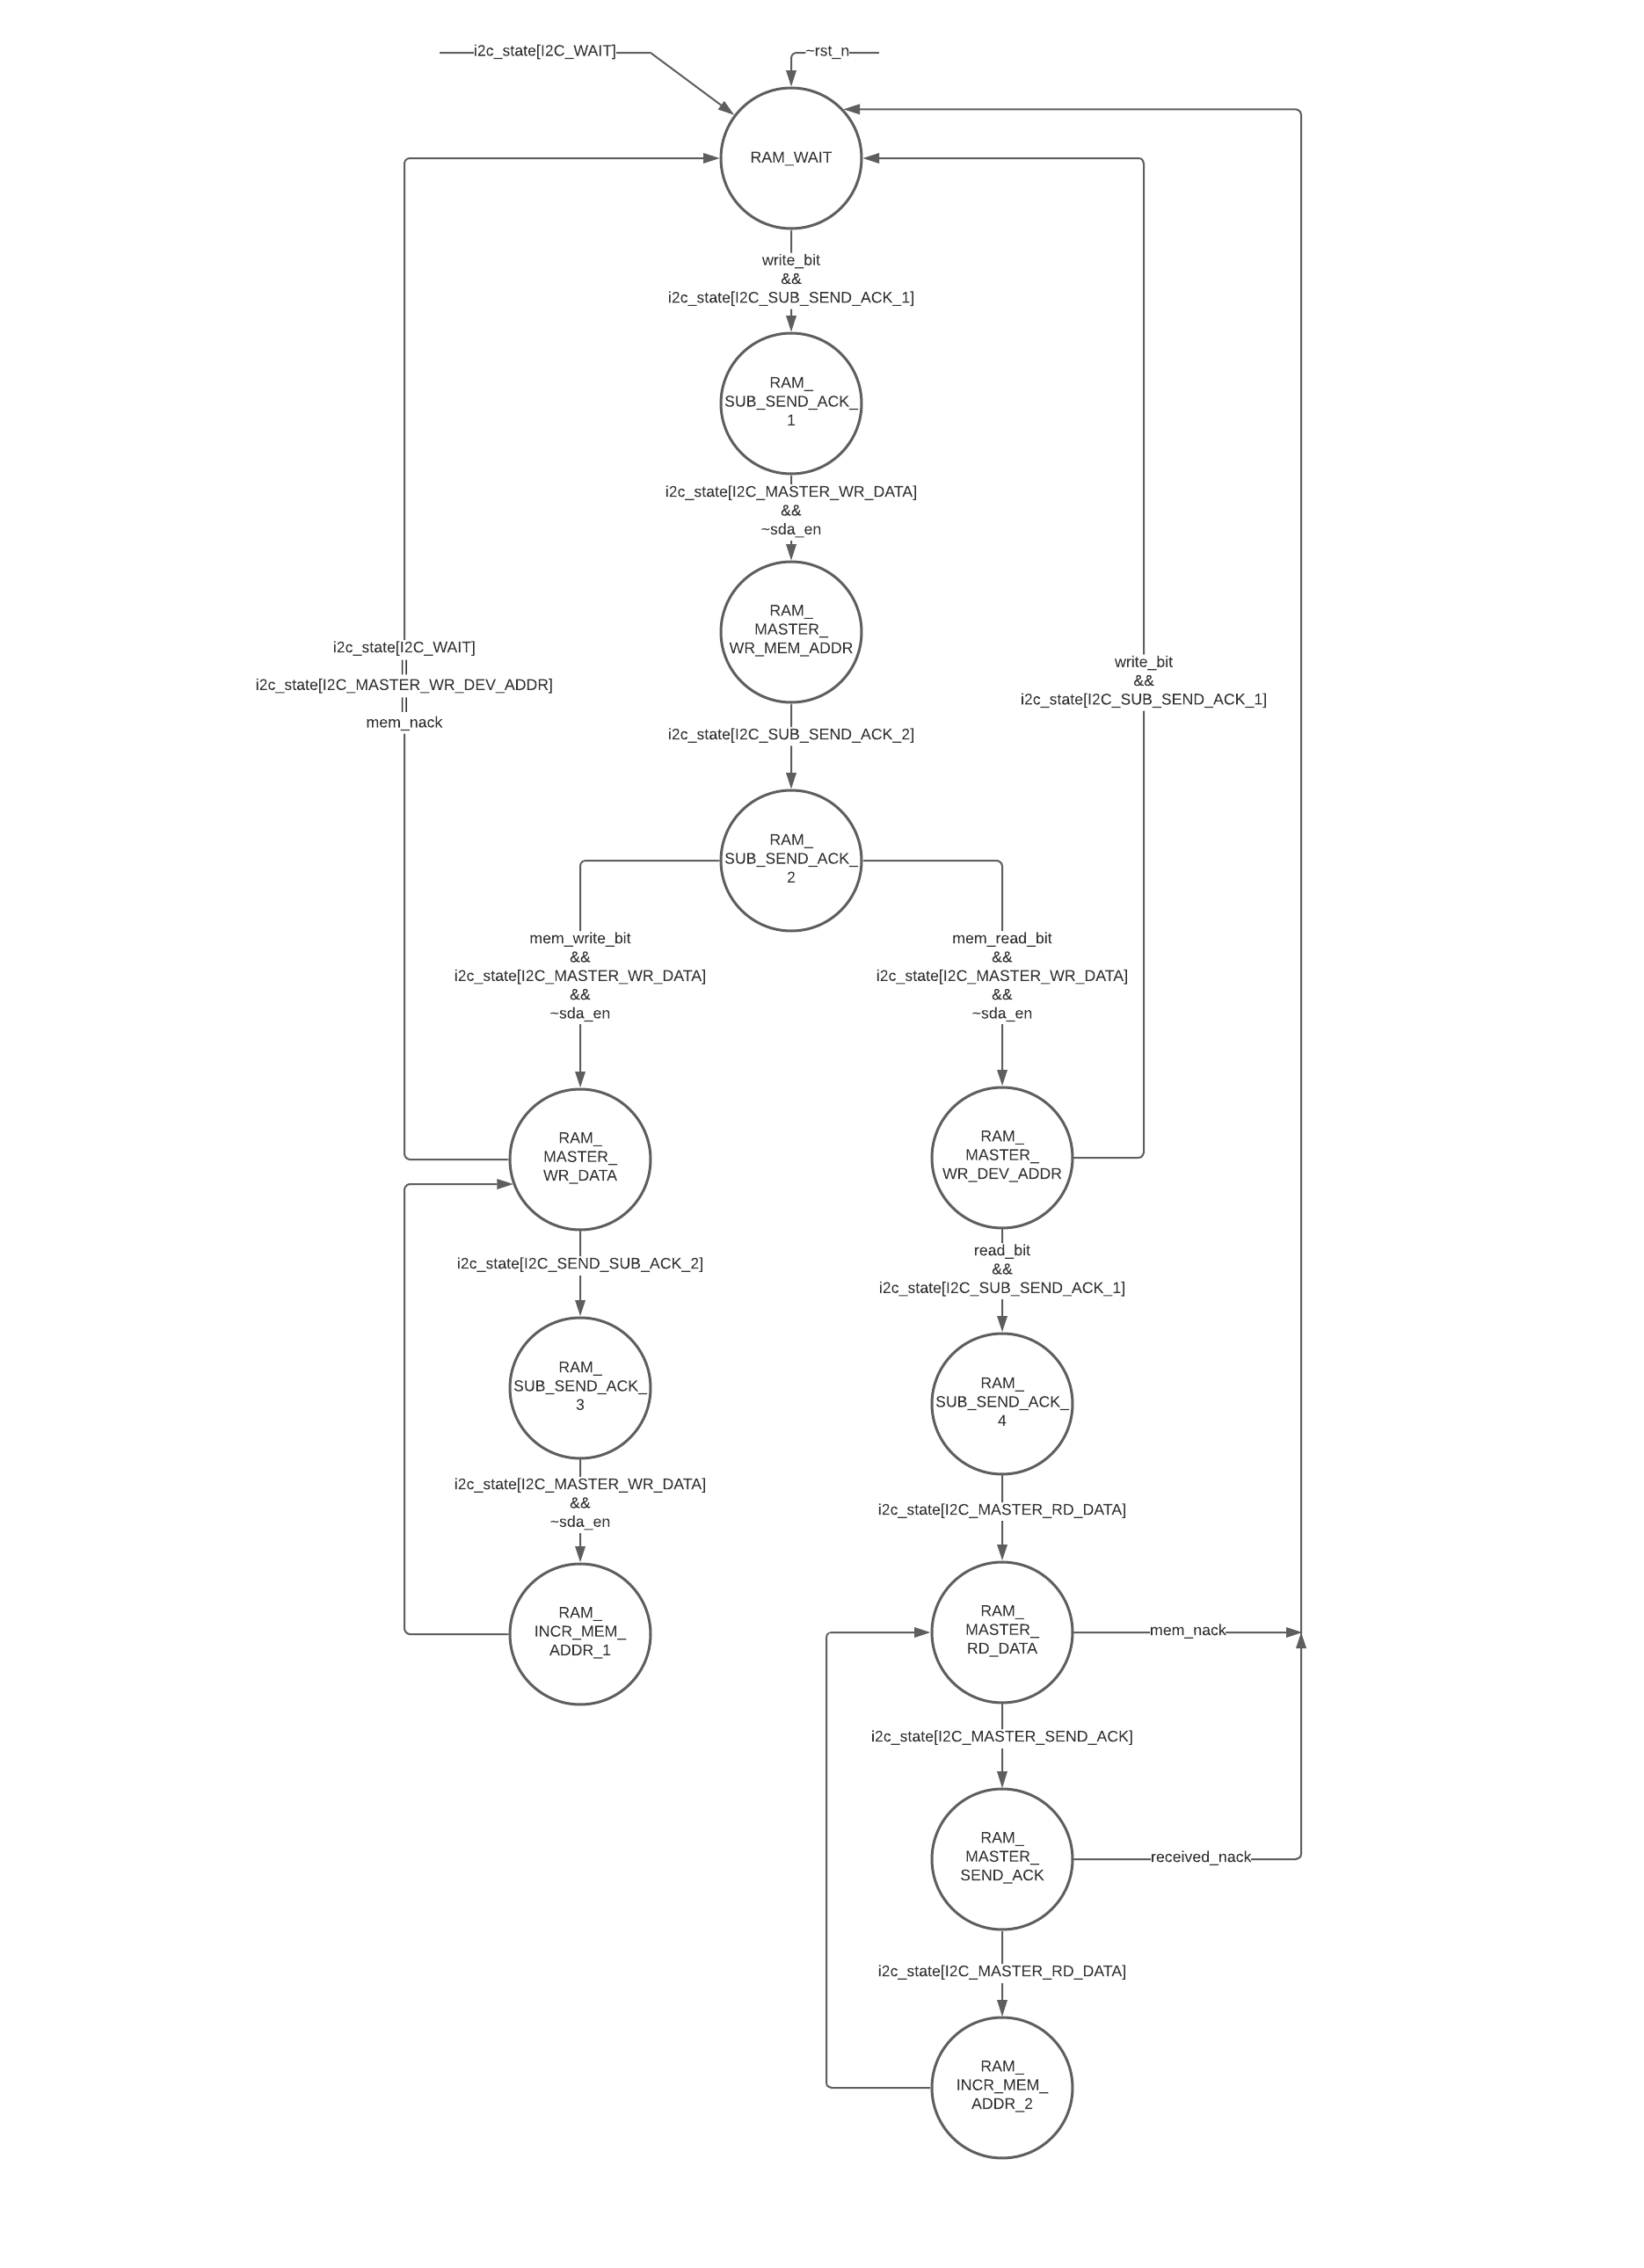 i2c_state[I2C_WAIT]
~rst_n
RAM_WAIT
write_bit
&&
i2c_state[I2C_SUB_SEND_ACK_1]
RAM_
SUB_SEND_ACK_
1
i2c_state[I2C_MASTER_WR_DATA]
&&
~sda_en
RAM_
MASTER_
WR_MEM_ADDR
i2c_state[I2C_WAIT]
||
i2c_state[I2C_MASTER_WR_DEV_ADDR]
||
mem_nack
write_bit
&&
i2c_state[I2C_SUB_SEND_ACK_1]
i2c_state[I2C_SUB_SEND_ACK_2]
RAM_
SUB_SEND_ACK_
2
mem_write_bit
&&
i2c_state[I2C_MASTER_WR_DATA]
&&
~sda_en
mem_read_bit
&&
i2c_state[I2C_MASTER_WR_DATA]
&&
~sda_en
RAM_
MASTER_
WR_DATA
RAM_
MASTER_
WR_DEV_ADDR
i2c_state[I2C_SEND_SUB_ACK_2]
read_bit
&&
i2c_state[I2C_SUB_SEND_ACK_1]
RAM_
SUB_SEND_ACK_
3
RAM_
SUB_SEND_ACK_
4
i2c_state[I2C_MASTER_WR_DATA]
&&
~sda_en
i2c_state[I2C_MASTER_RD_DATA]
RAM_
INCR_MEM_
ADDR_1
RAM_
MASTER_
RD_DATA
mem_nack
i2c_state[I2C_MASTER_SEND_ACK]
RAM_
MASTER_
SEND_ACK
received_nack
i2c_state[I2C_MASTER_RD_DATA]
RAM_
INCR_MEM_
ADDR_2